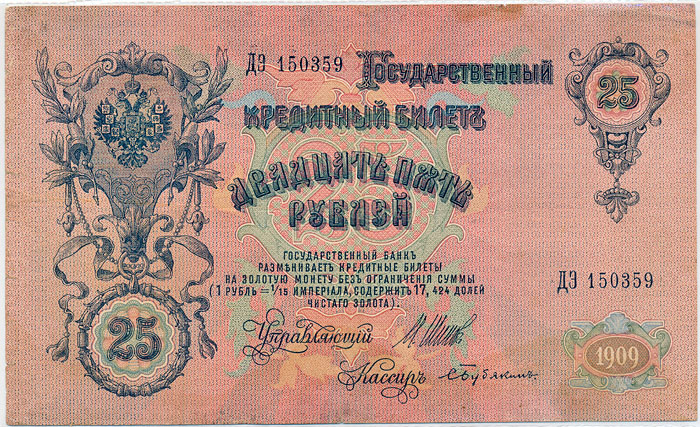 ДЭ 150359
Государственный
25
Кредитный Билетъ
Двадцать пять
рублей
Государственный банкъ
размѣниваетъ кредитные билеты
на золотую монету безъ ограниченія суммы
(1 рубль = 1/15 имперіала, содержитъ 17, 424 долей
чистаго золота).
ДЭ 150359
25
Управляющій
И Шипов
1909
Кассиръ